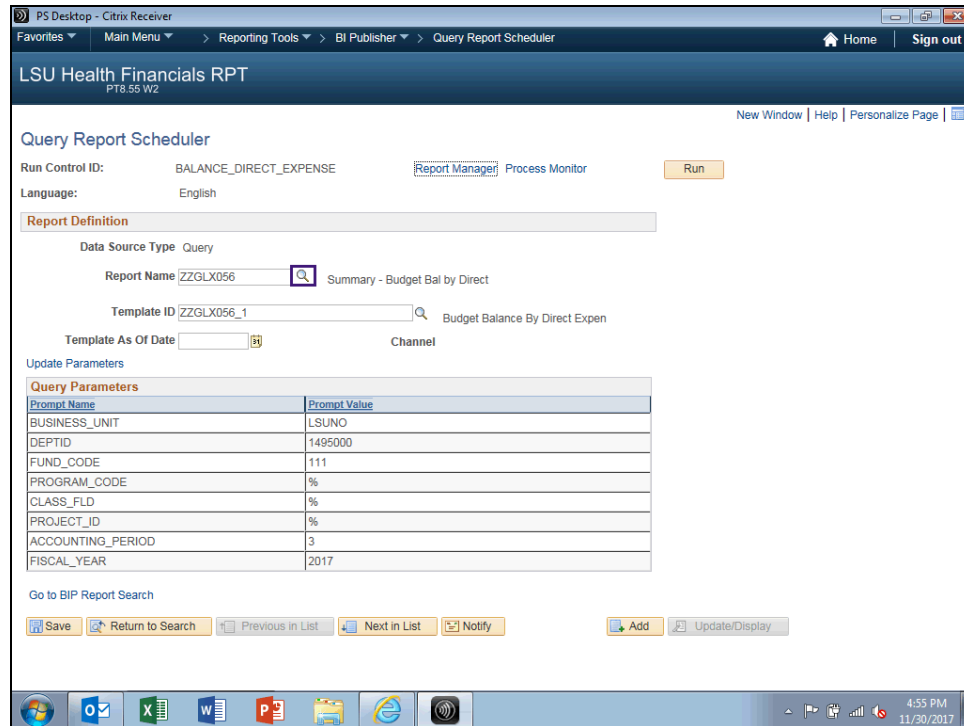 PS Desktop - Citrix Receiver
Favorites Main Menu > Reporting Tools > BI Publisher > Query Report Scheduler Home Sign out
LSU Health Financials RPT
PT8.55 W2
New Window | Help | Personalize Page |
Query Report Scheduler
Run Control ID: BALANCE_DIRECT_EXPENSE Report Manager Process Monitor Run
Language: English
Report Definition
Data Source Type Query
Report Name ZZGLX056 Summary - Budget Bal by Direct
Template ID ZZGLX056_1 Budget Balance By Direct Expen
Template As Of Date 31 Channel
Update Parameters
Query Parameters
Prompt Name Prompt Value
BUSINESS_UNIT LSUNO
DEPTID 1495000
FUND_CODE 111
PROGRAM_CODE %
CLASS_FLD %
PROJECT_ID %
ACCOUNTING_PERIOD 3
FISCAL_YEAR 2017
Go to BIP Report Search
Save Return to Search Previous in List Next in List Notify Add Update/Display
4:55 PM
11/30/2017